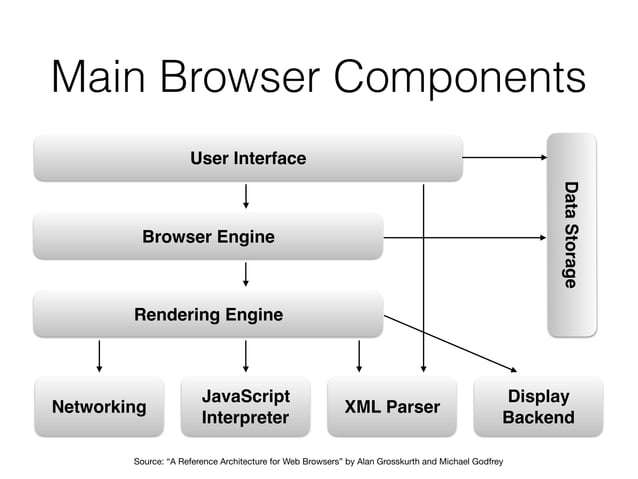 Main Browser Components
User Interface
Data Storage
Browser Engine
Rendering Engine
Networking
JavaScript
Interpreter
XML Parser
Display
Backend
Source: “A Reference Architecture for Web Browsers” by Alan Grosskurth and Michael Godfrey